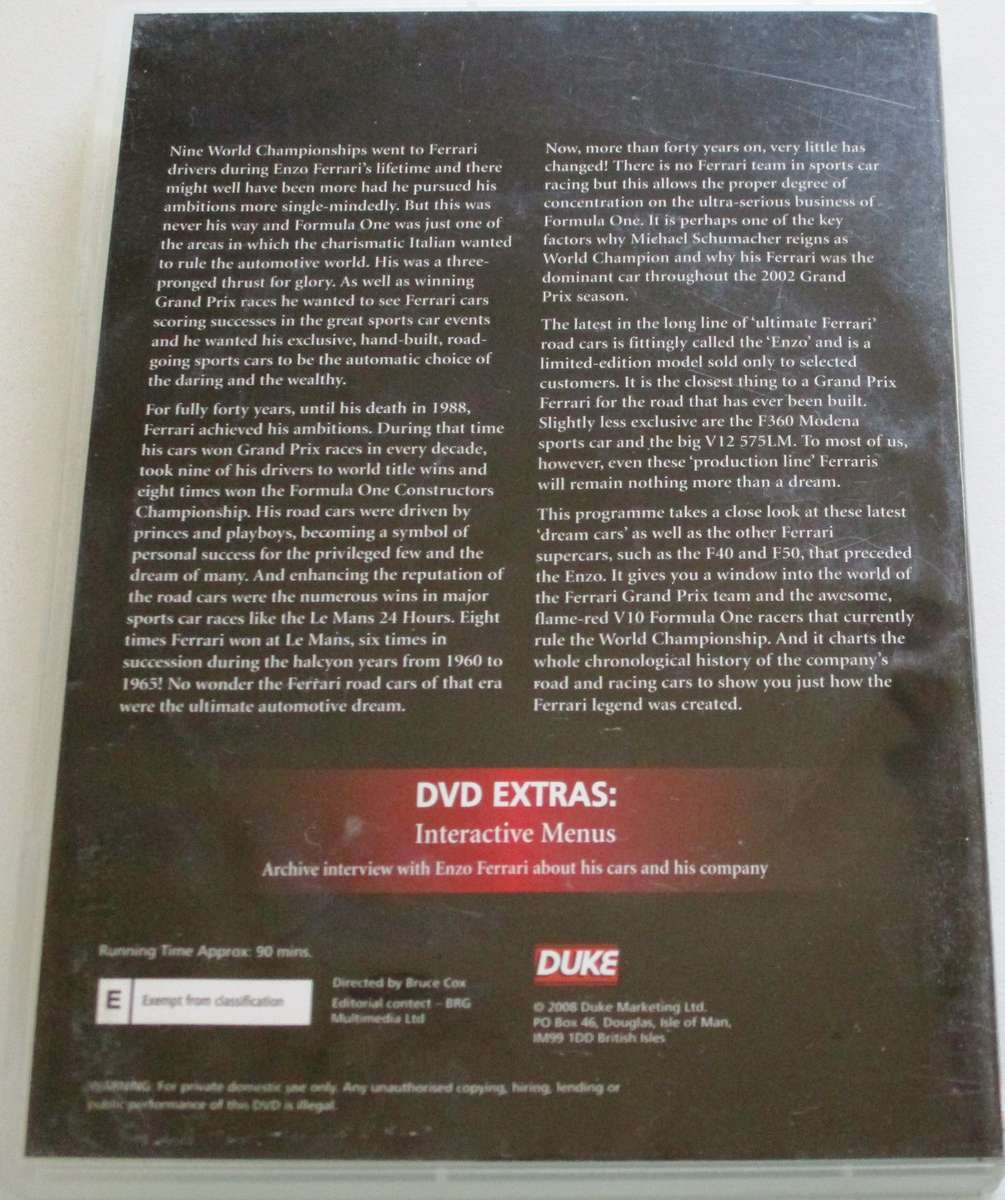 Nine World Championships went to Ferrari
drivers during Enzo Ferrari's lifetime and there
might well have been more had he pursued his
ambitions more single-mindedly. But this was
never his way and Formula One was just one of
the areas in which the charismatic Italian wanted
to rule the automotive world. His was a three-
pronged thrust for glory. As well as winning
Grand Prix races he wanted to see Ferrari cars
scoring successes in the great sports car events
and he wanted his exclusive, hand-built, road-
going sports cars to be the automatic choice of
the daring and the wealthy.
For fully forty years, until his death in 1988,
Ferrari achieved his ambitions. During that time
his cars won Grand Prix races in every decade,
took nine of his drivers to world title wins and
eight times won the Formula One Constructors
Championship. His road cars were driven by
princes and playboys, becoming a symbol of
personal success for the privileged few and the
dream of many. And enhancing the reputation of
the road cars were the numerous wins in major
sports car races like the Le Mans 24 Hours. Eight
times Ferrari won at Le Mans, six times in
succession during the halcyon years from 1960 to
1965! No wonder the Ferrari road cars of that era
were the ultimate automotive dream.
Now, more than forty years on, very little has
changed! There is no Ferrari team in sports car
racing but this allows the proper degree of
concentration on the ultra-serious business of
Formula One. It is perhaps one of the key
factors why Michael Schumacher reigns as
World Champion and why his Ferrari was the
dominant car throughout the 2002 Grand
Prix season.
The latest in the long line of 'ultimate Ferrari'
road cars is fittingly called the 'Enzo' and is a
limited-edition model sold only to selected
customers. It is the closest thing to a Grand Prix
Ferrari for the road that has ever been built.
Slightly less exclusive are the F360 Modena
sports car and the big V12 575LM. To most of us,
however, even these 'production line' Ferraris
will remain nothing more than a dream.
This programme takes a close look at these latest
'dream cars' as well as the other Ferrari
supercars, such as the F40 and F50, that preceded
the Enzo. It gives you a window into the world of
the Ferrari Grand Prix team and the awesome,
flame-red V10 Formula One racers that currently
rule the World Championship. And it charts the
whole chronological history of the company's
road and racing cars to show you just how the
Ferrari legend was created.
DVD EXTRAS:
Interactive Menus
Archive interview with Enzo Ferrari about his cars and his company
Running Time Approx: 90 mins.
E Exempt from classification
Directed by Bruce Cox
Editorial contect – BRG
Multimedia Ltd
DUKE
© 2008 Duke Marketing Ltd.
PO Box 46, Douglas, Isle of Man,
IM99 1DD British Isles
WARNING: For private domestic use only. Any unauthorised copying, hiring, lending or
public performance of this DVD is illegal.